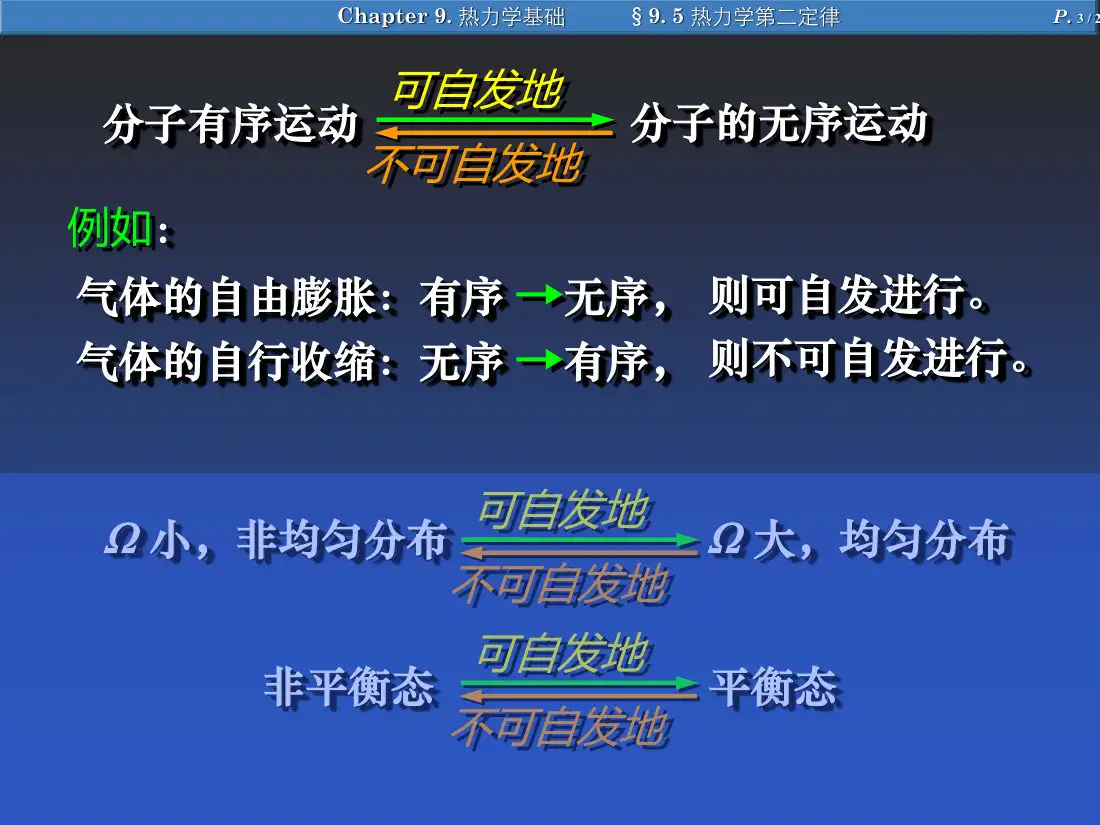 Chapter 9. 热力学基础 §9. 5 热力学第二定律 P. 3 / 2
可自发地
分子有序运动 分子的无序运动
不可自发地
例如：
气体的自由膨胀：有序 → 无序， 则可自发进行。
气体的自行收缩：无序 → 有序， 则不可自发进行。
可自发地
Ω 小，非均匀分布 Ω 大，均匀分布
不可自发地
可自发地
非平衡态 平衡态
不可自发地